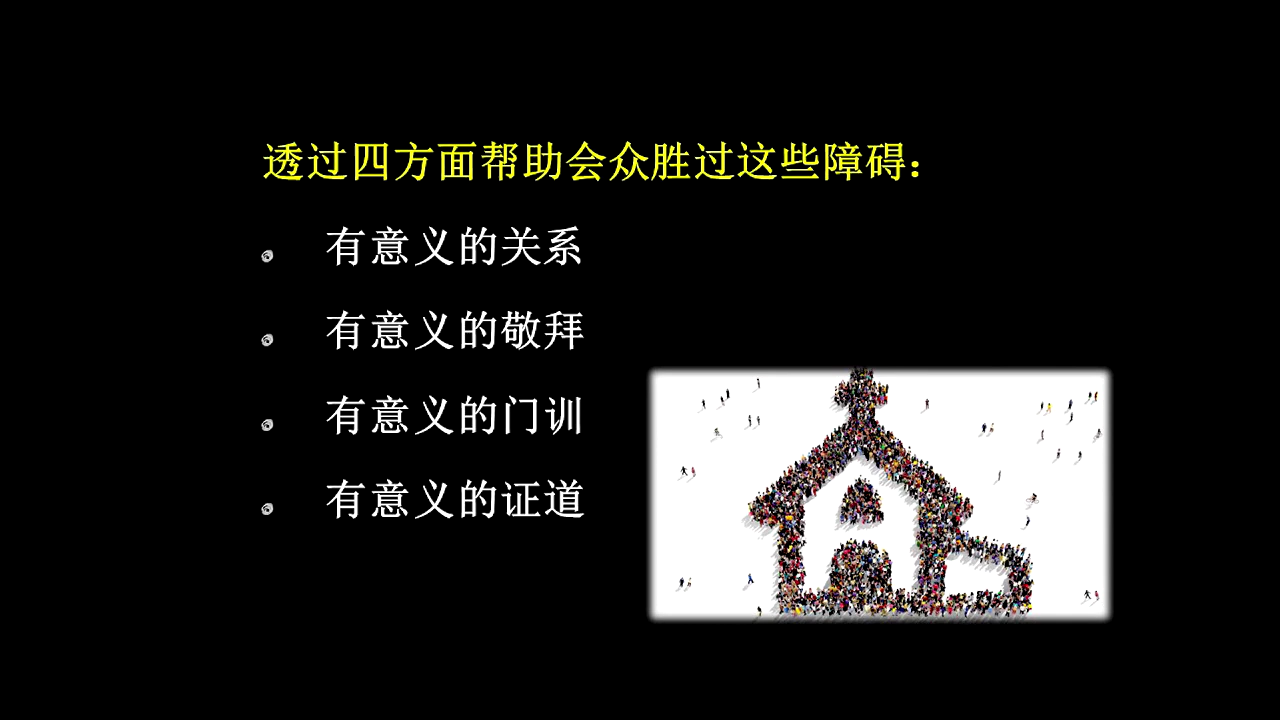 透过四方面帮助会众胜过这些障碍：
有意义的关系
有意义的敬拜
有意义的门训
有意义的证道